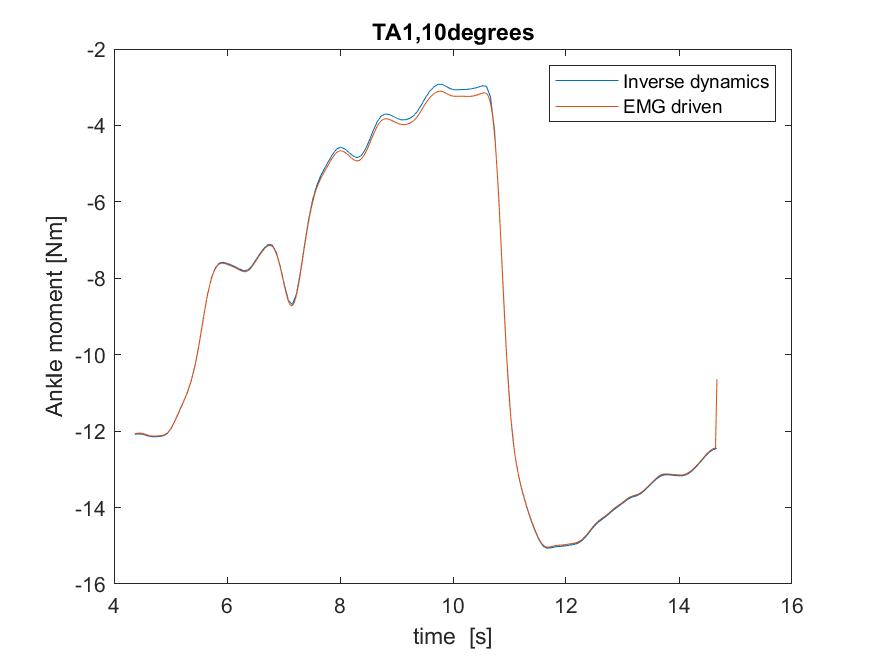 TA1,10degrees
-2
-4
-6
-8
-10
-12
-14
-16
Ankle moment [Nm]
Inverse dynamics
EMG driven
4 6 8 10 12 14 16
time [s]